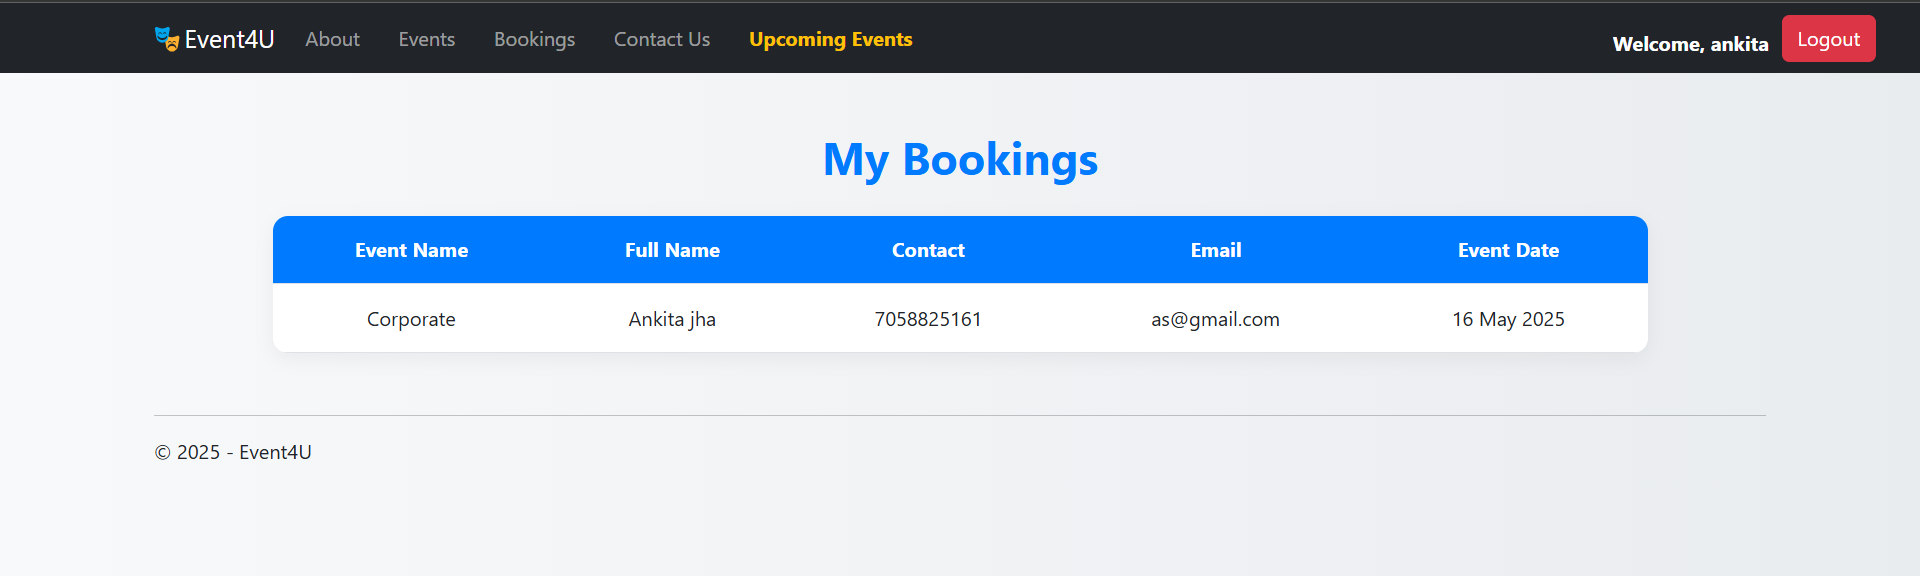 Event4U About Events Bookings Contact Us Upcoming Events Welcome, ankita Logout
My Bookings
Event Name Full Name Contact Email Event Date
Corporate Ankita jha 7058825161 as@gmail.com 16 May 2025
© 2025 - Event4U